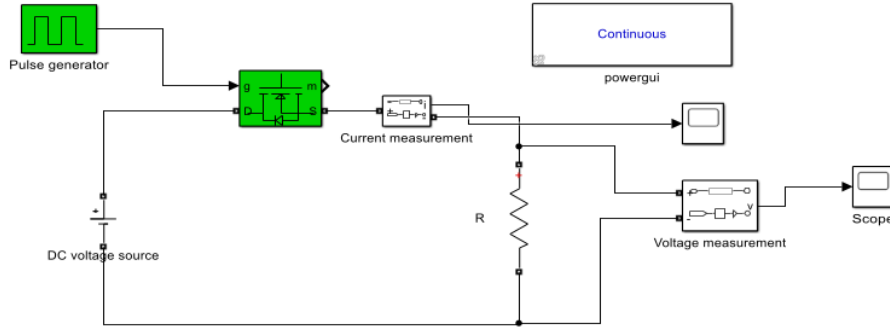 Continuous
Pulse generator
powergui
g
m
D
S
i
Current measurement
+
-
+
R
+
v
-
Scope
Voltage measurement
DC voltage source